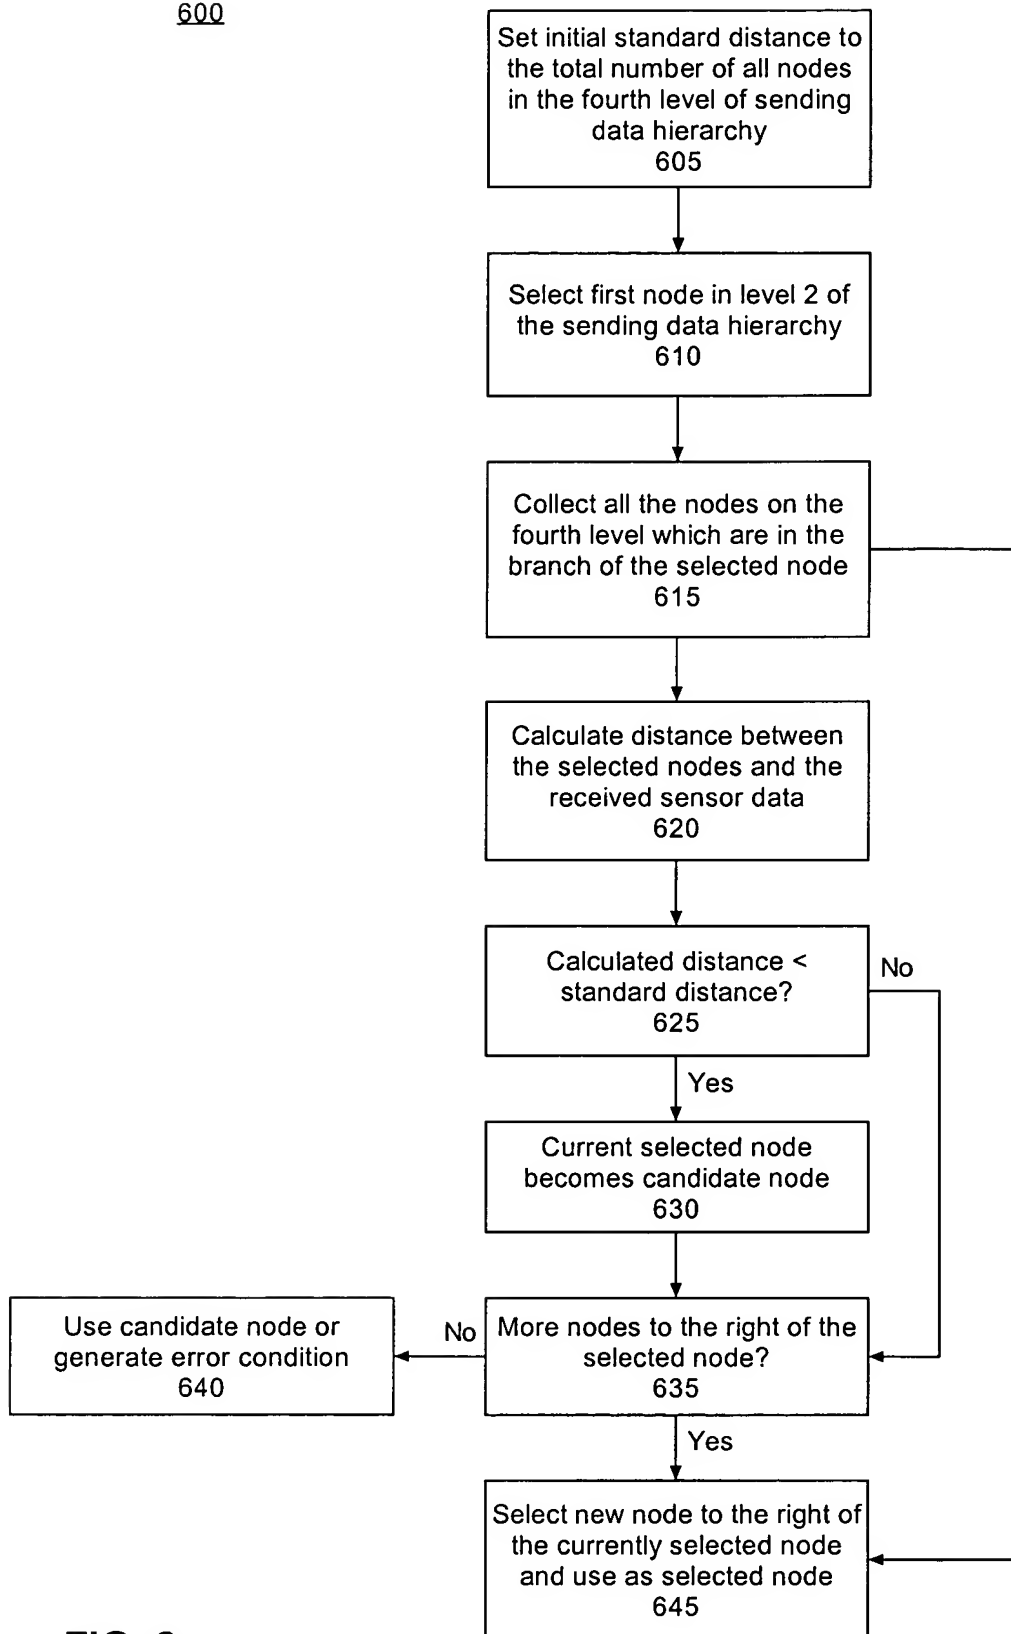 600
Set initial standard distance to
the total number of all nodes
in the fourth level of sending
data hierarchy
605
Select first node in level 2 of
the sending data hierarchy
610
Collect all the nodes on the
fourth level which are in the
branch of the selected node
615
Calculate distance between
the selected nodes and the
received sensor data
620
Calculated distance <
standard distance?
625
No
Yes
Current selected node
becomes candidate node
630
More nodes to the right of the
selected node?
635
No
Use candidate node or
generate error condition
640
Yes
Select new node to the right of
the currently selected node
and use as selected node
645